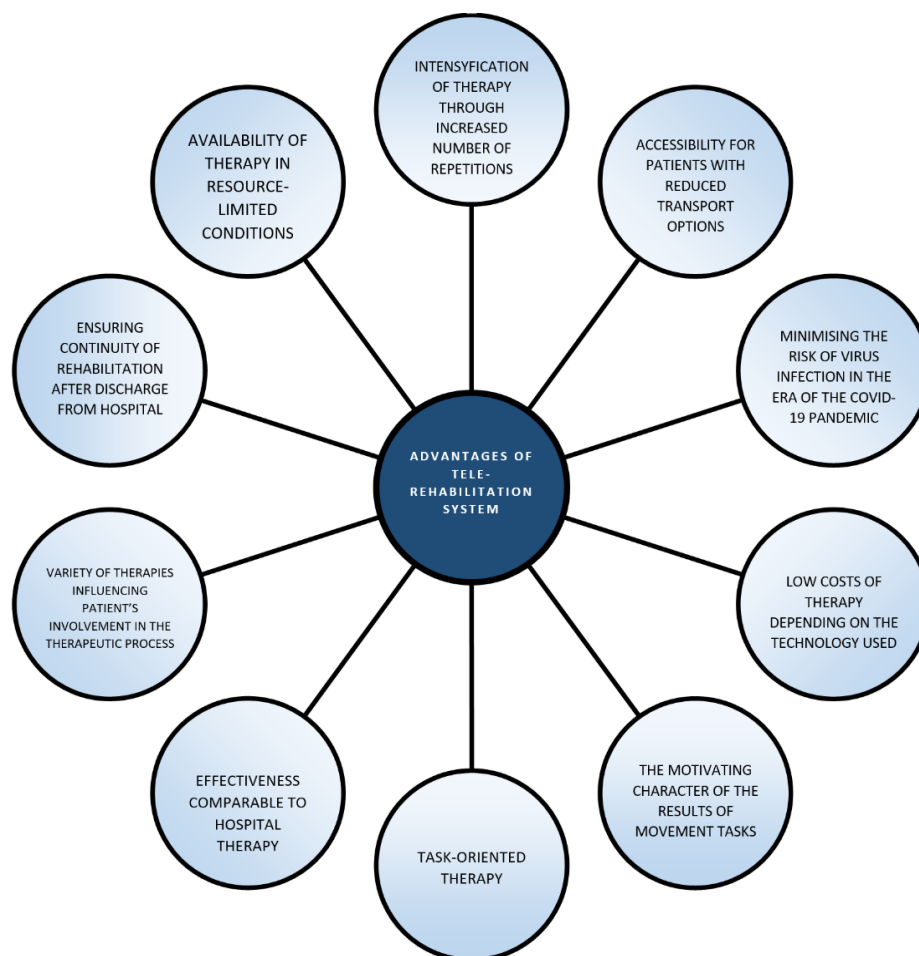 INTENSYFICATION
OF THERAPY
THROUGH
INCREASED
NUMBER OF
REPETITIONS
ACCESSIBILITY FOR
PATIENTS WITH
REDUCED
TRANSPORT
OPTIONS
MINIMISING THE
RISK OF VIRUS
INFECTION IN THE
ERA OF THE COVID-
19 PANDEMIC
LOW COSTS OF
THERAPY
DEPENDING ON THE
TECHNOLOGY USED
THE MOTIVATING
CHARACTER OF THE
RESULTS OF
MOVEMENT TASKS
TASK-ORIENTED
THERAPY
EFFECTIVENESS
COMPARABLE TO
HOSPITAL
THERAPY
VARIETY OF THERAPIES
INFLUENCING
PATIENT’S
INVOLVEMENT IN THE
THERAPEUTIC PROCESS
ENSURING
CONTINUITY OF
REHABILITATION
AFTER DISCHARGE
FROM HOSPITAL
AVAILABILITY OF
THERAPY IN
RESOURCE-
LIMITED
CONDITIONS
ADVANTAGES OF
TELE-
REHABILITATION
SYSTEM